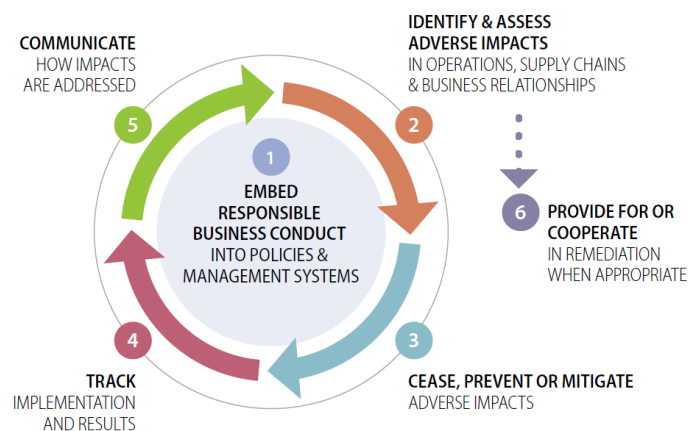 1
EMBED
RESPONSIBLE
BUSINESS CONDUCT
INTO POLICIES &
MANAGEMENT SYSTEMS
2
IDENTIFY & ASSESS
ADVERSE IMPACTS
IN OPERATIONS, SUPPLY CHAINS
& BUSINESS RELATIONSHIPS
3
CEASE, PREVENT OR MITIGATE
ADVERSE IMPACTS
4
TRACK
IMPLEMENTATION
AND RESULTS
5
COMMUNICATE
HOW IMPACTS
ARE ADDRESSED
6
PROVIDE FOR OR
COOPERATE
IN REMEDIATION
WHEN APPROPRIATE